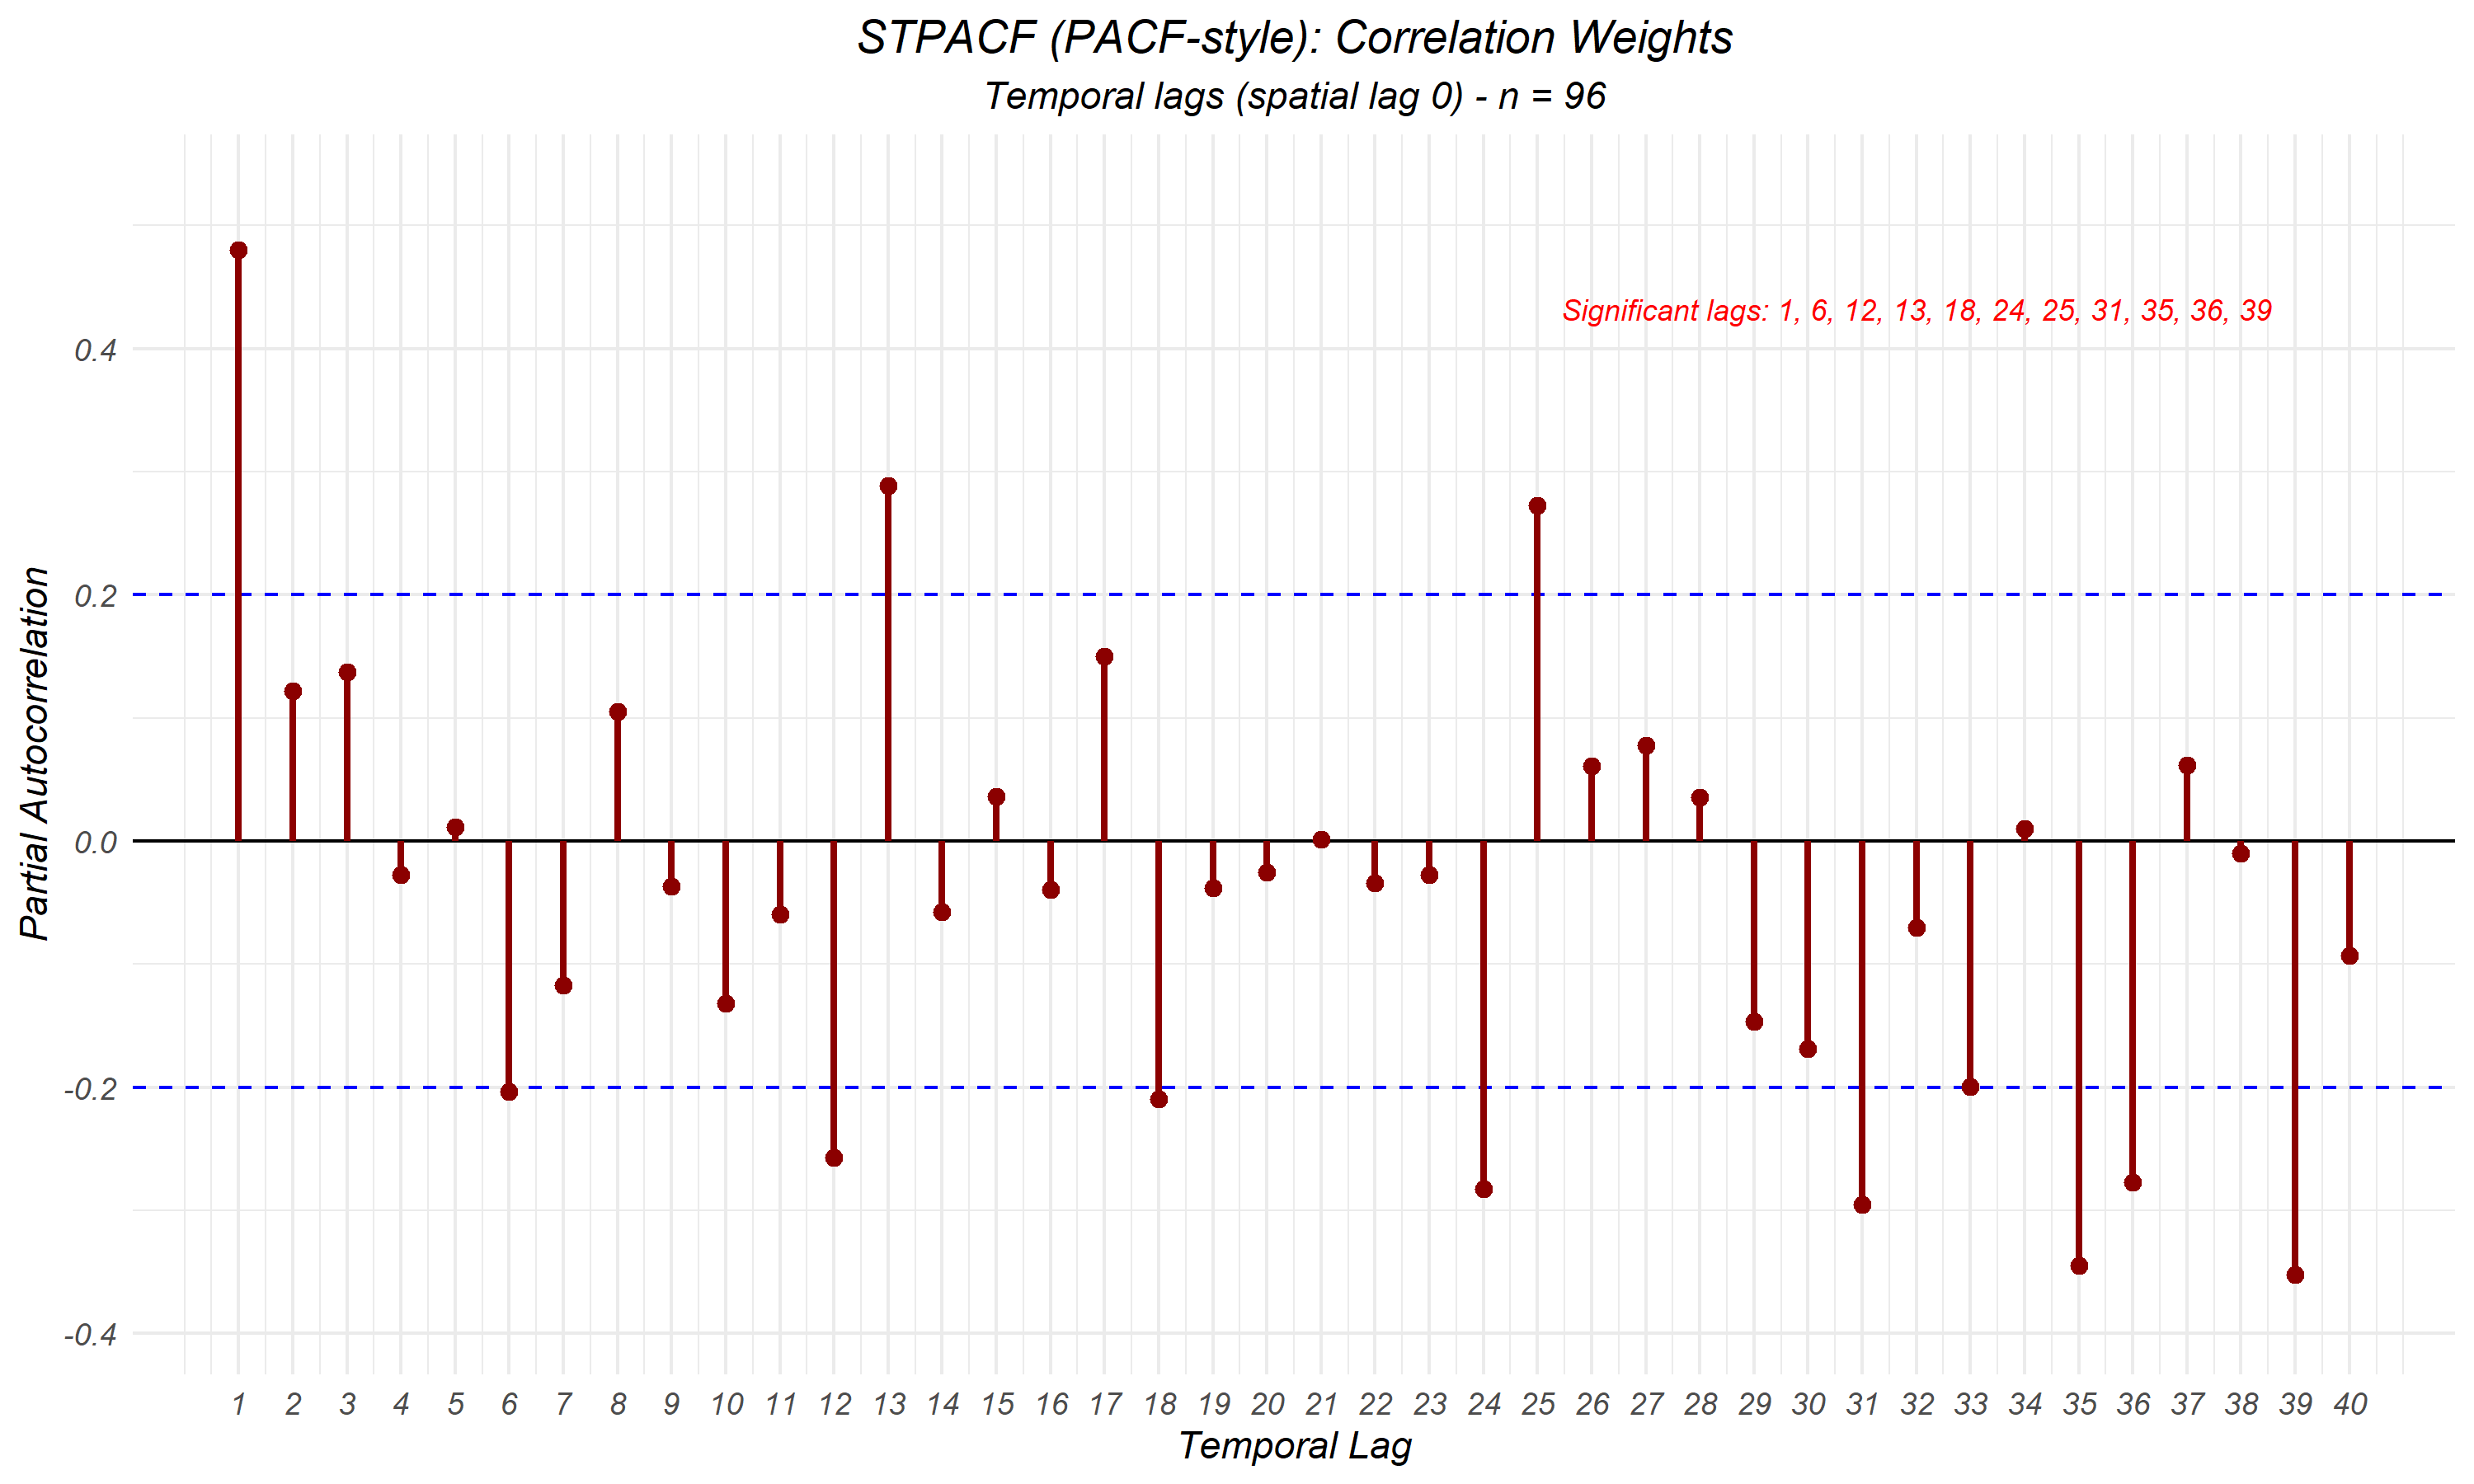 STPACF (PACF-style): Correlation Weights
Temporal lags (spatial lag 0) - n = 96
Significant lags: 1, 6, 12, 13, 18, 24, 25, 31, 35, 36, 39
Partial Autocorrelation
0.4
0.2
0.0
-0.2
-0.4
1 2 3 4 5 6 7 8 9 10 11 12 13 14 15 16 17 18 19 20 21 22 23 24 25 26 27 28 29 30 31 32 33 34 35 36 37 38 39 40
Temporal Lag